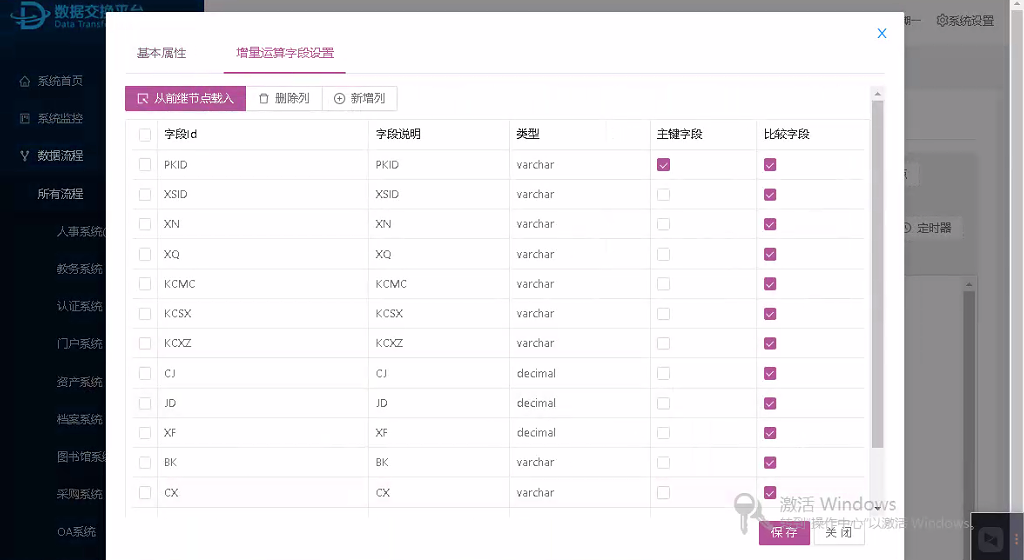 数据交换平台
Data Transf
系统设置
系统首页
系统监控
数据流程
所有流程
人事系统(
教务系统
认证系统
门户系统
资产系统
档案系统
图书馆系
采购系统
OA系统
定时器
X
基本属性 增量运算字段设置
从前继节点载入 删除列 新增列
字段Id 字段说明 类型 主键字段 比较字段
PKID PKID varchar
XSID XSID varchar
XN XN varchar
XQ XQ varchar
KCMC KCMC varchar
KCSX KCSX varchar
KCXZ KCXZ varchar
CJ CJ decimal
JD JD decimal
XF XF decimal
BK BK varchar
CX CX varchar
激活 Windows
转到"操作中心"以激活 Windows。
保存 关闭